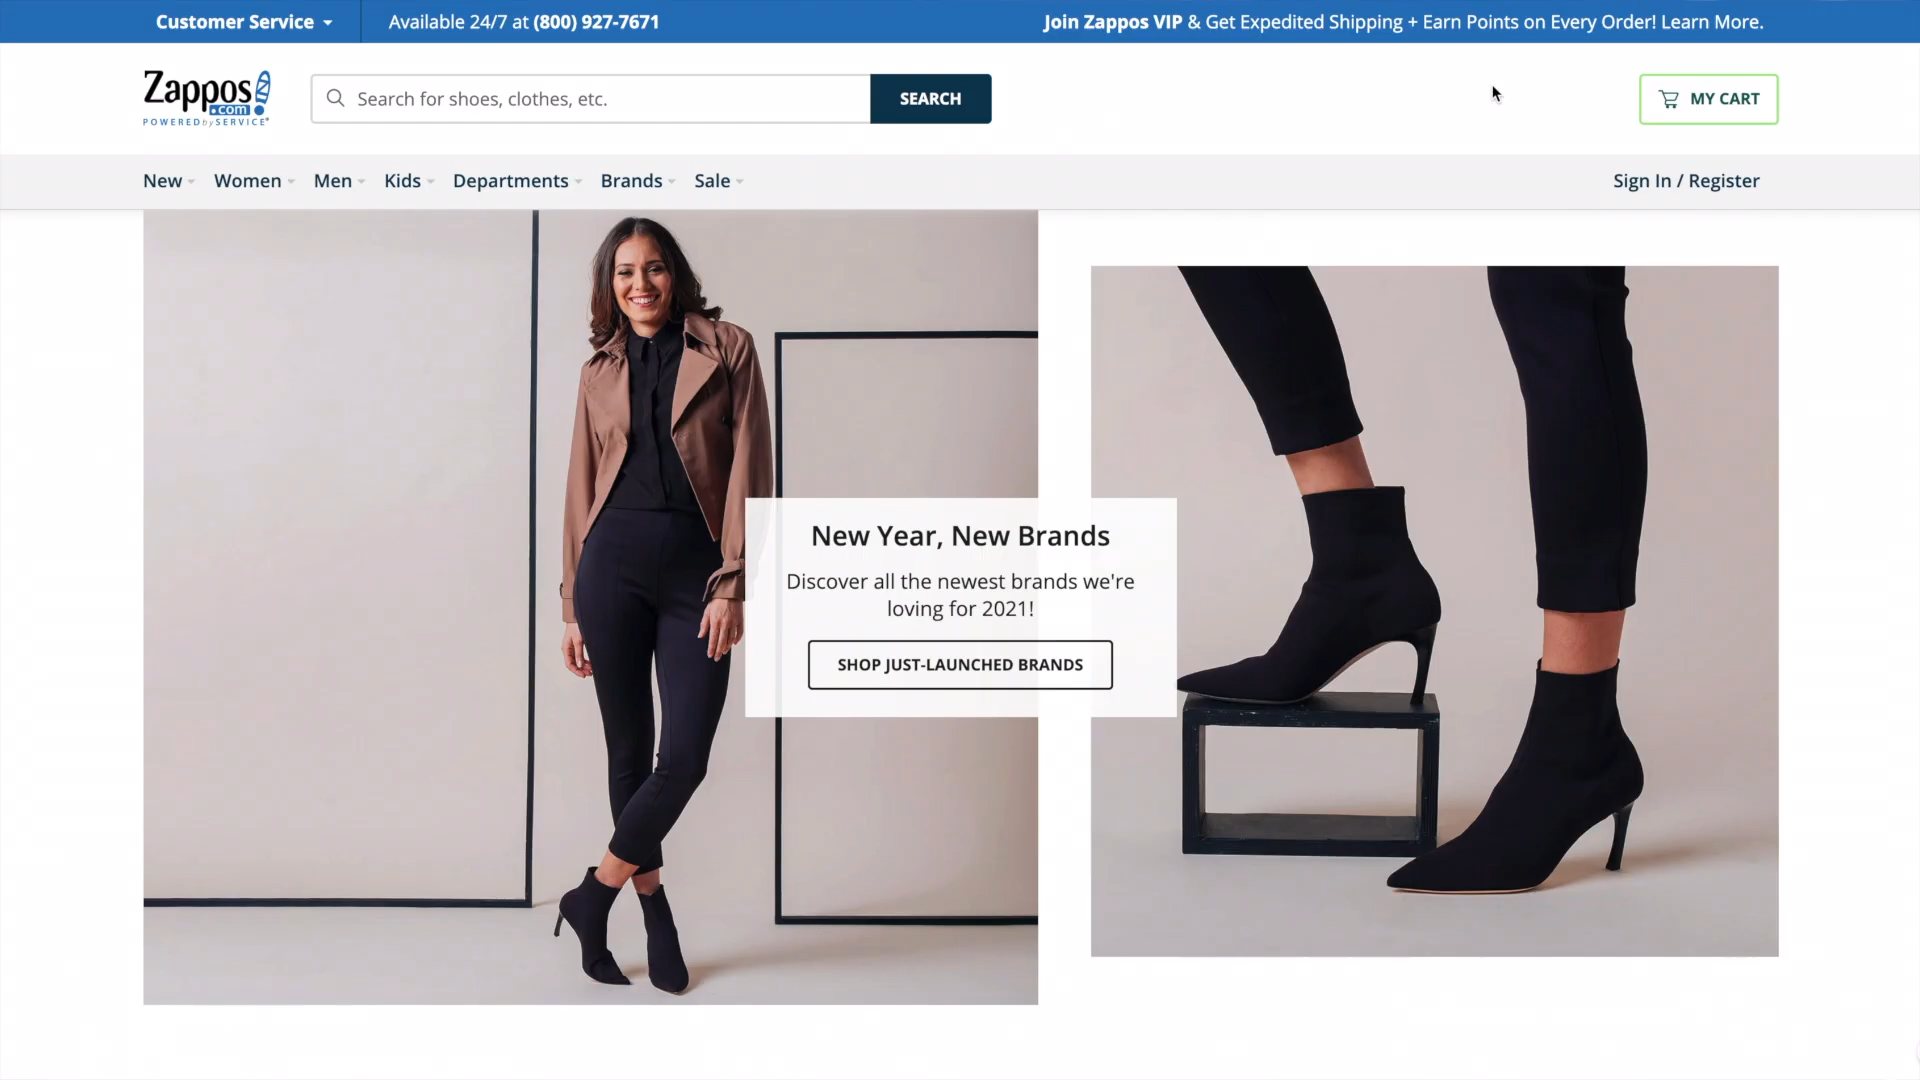 Customer Service
Available 24/7 at (800) 927-7671
Join Zappos VIP & Get Expedited Shipping + Earn Points on Every Order! Learn More.
Zappos
.com
POWERED by SERVICE®
Search for shoes, clothes, etc.
SEARCH
MY CART
New
Women
Men
Kids
Departments
Brands
Sale
Sign In / Register
New Year, New Brands
Discover all the newest brands we're
loving for 2021!
SHOP JUST-LAUNCHED BRANDS